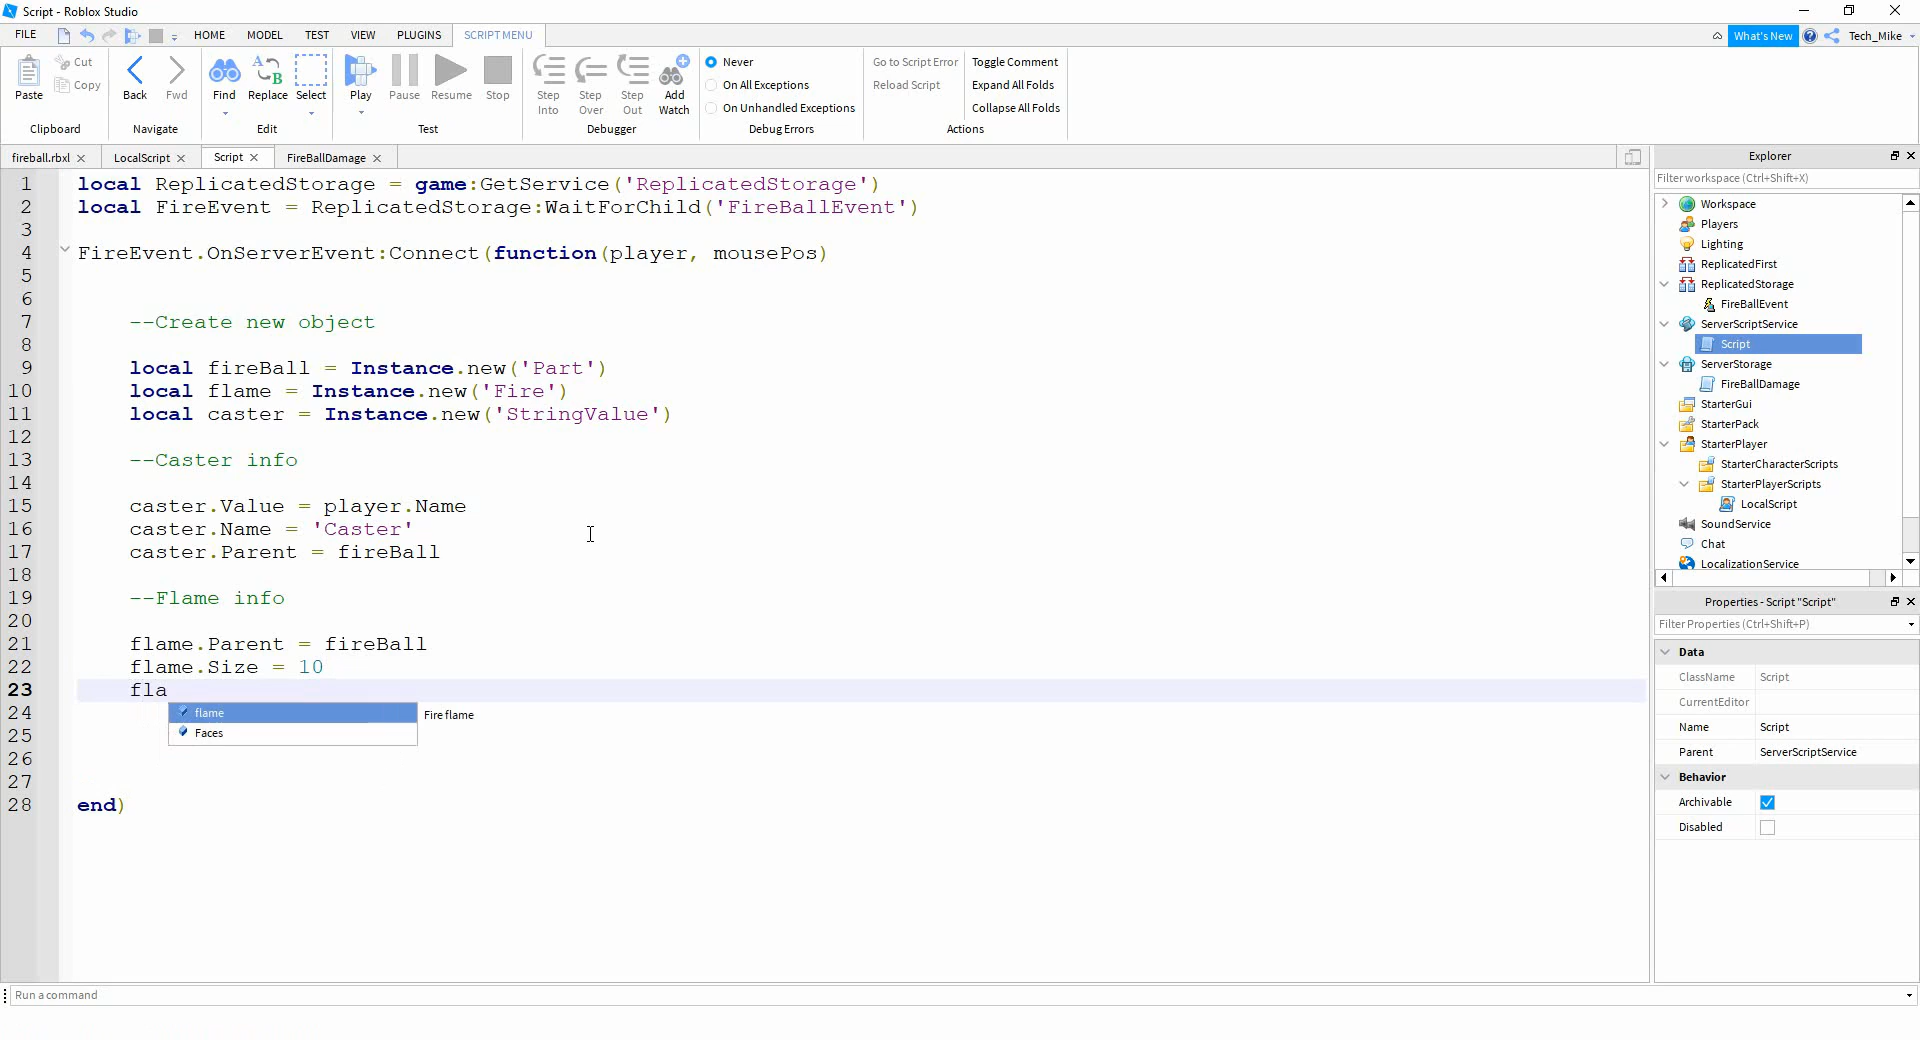 Script - Roblox Studio
FILE HOME MODEL TEST VIEW PLUGINS SCRIPT MENU What's New Tech_Mike
Paste Cut Copy Back Fwd Find Replace Select Play Pause Resume Stop Step Into Step Over Step Out Add Watch
Never
On All Exceptions
On Unhandled Exceptions
Go to Script Error
Reload Script
Toggle Comment
Expand All Folds
Collapse All Folds
Clipboard Navigate Edit Test Debugger Debug Errors Actions
fireball.rbxl LocalScript Script FireBallDamage
1 local ReplicatedStorage = game:GetService('ReplicatedStorage')
2 local FireEvent = ReplicatedStorage:WaitForChild('FireBallEvent')
3
4 FireEvent.OnServerEvent:Connect(function(player, mousePos)
5
6
7 --Create new object
8
9 local fireBall = Instance.new('Part')
10 local flame = Instance.new('Fire')
11 local caster = Instance.new('StringValue')
12
13 --Caster info
14
15 caster.Value = player.Name
16 caster.Name = 'Caster'
17 caster.Parent = fireBall
18
19 --Flame info
20
21 flame.Parent = fireBall
22 flame.Size = 10
23 fla
24 flame Fire flame
25 Faces
26
27
28 end)
Explorer
Filter workspace (Ctrl+Shift+X)
Workspace
Players
Lighting
ReplicatedFirst
ReplicatedStorage
FireBallEvent
ServerScriptService
Script
ServerStorage
FireBallDamage
StarterGui
StarterPack
StarterPlayer
StarterCharacterScripts
StarterPlayerScripts
LocalScript
SoundService
Chat
LocalizationService
Properties - Script "Script"
Filter Properties (Ctrl+Shift+P)
Data
ClassName Script
CurrentEditor
Name Script
Parent ServerScriptService
Behavior
Archivable
Disabled
Run a command